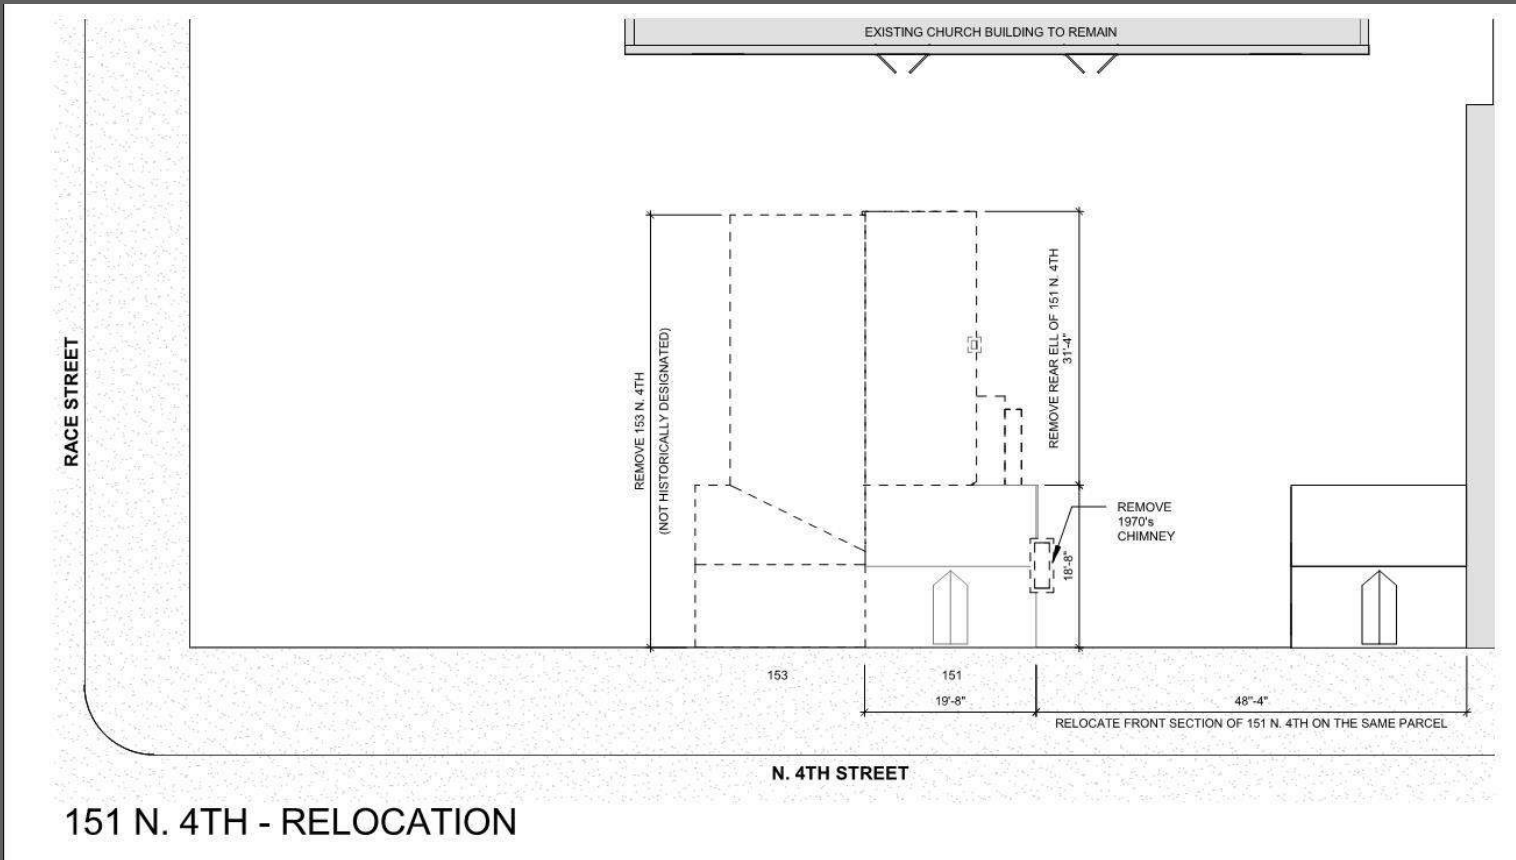 EXISTING CHURCH BUILDING TO REMAIN
RACE STREET
REMOVE 153 N. 4TH
(NOT HISTORICALLY DESIGNATED)
REMOVE REAR ELL OF 151 N. 4TH
31'-4"
REMOVE
1970's
CHIMNEY
18'-8"
153
151
19'-8"
48"-4"
RELOCATE FRONT SECTION OF 151 N. 4TH ON THE SAME PARCEL
N. 4TH STREET
151 N. 4TH - RELOCATION